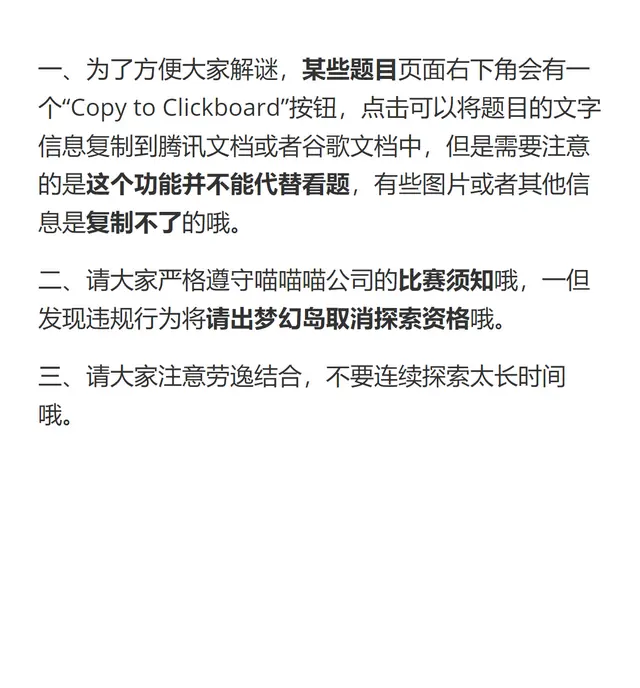 一、为了方便大家解谜，某些题目页面右下角会有一
个“Copy to Clickboard”按钮，点击可以将题目的文字
信息复制到腾讯文档或者谷歌文档中，但是需要注意
的是这个功能并不能代替看题，有些图片或者其他信
息是复制不了的哦。
二、请大家严格遵守喵喵喵公司的比赛须知哦，一但
发现违规行为将请出梦幻岛取消探索资格哦。
三、请大家注意劳逸结合，不要连续探索太长时间
哦。